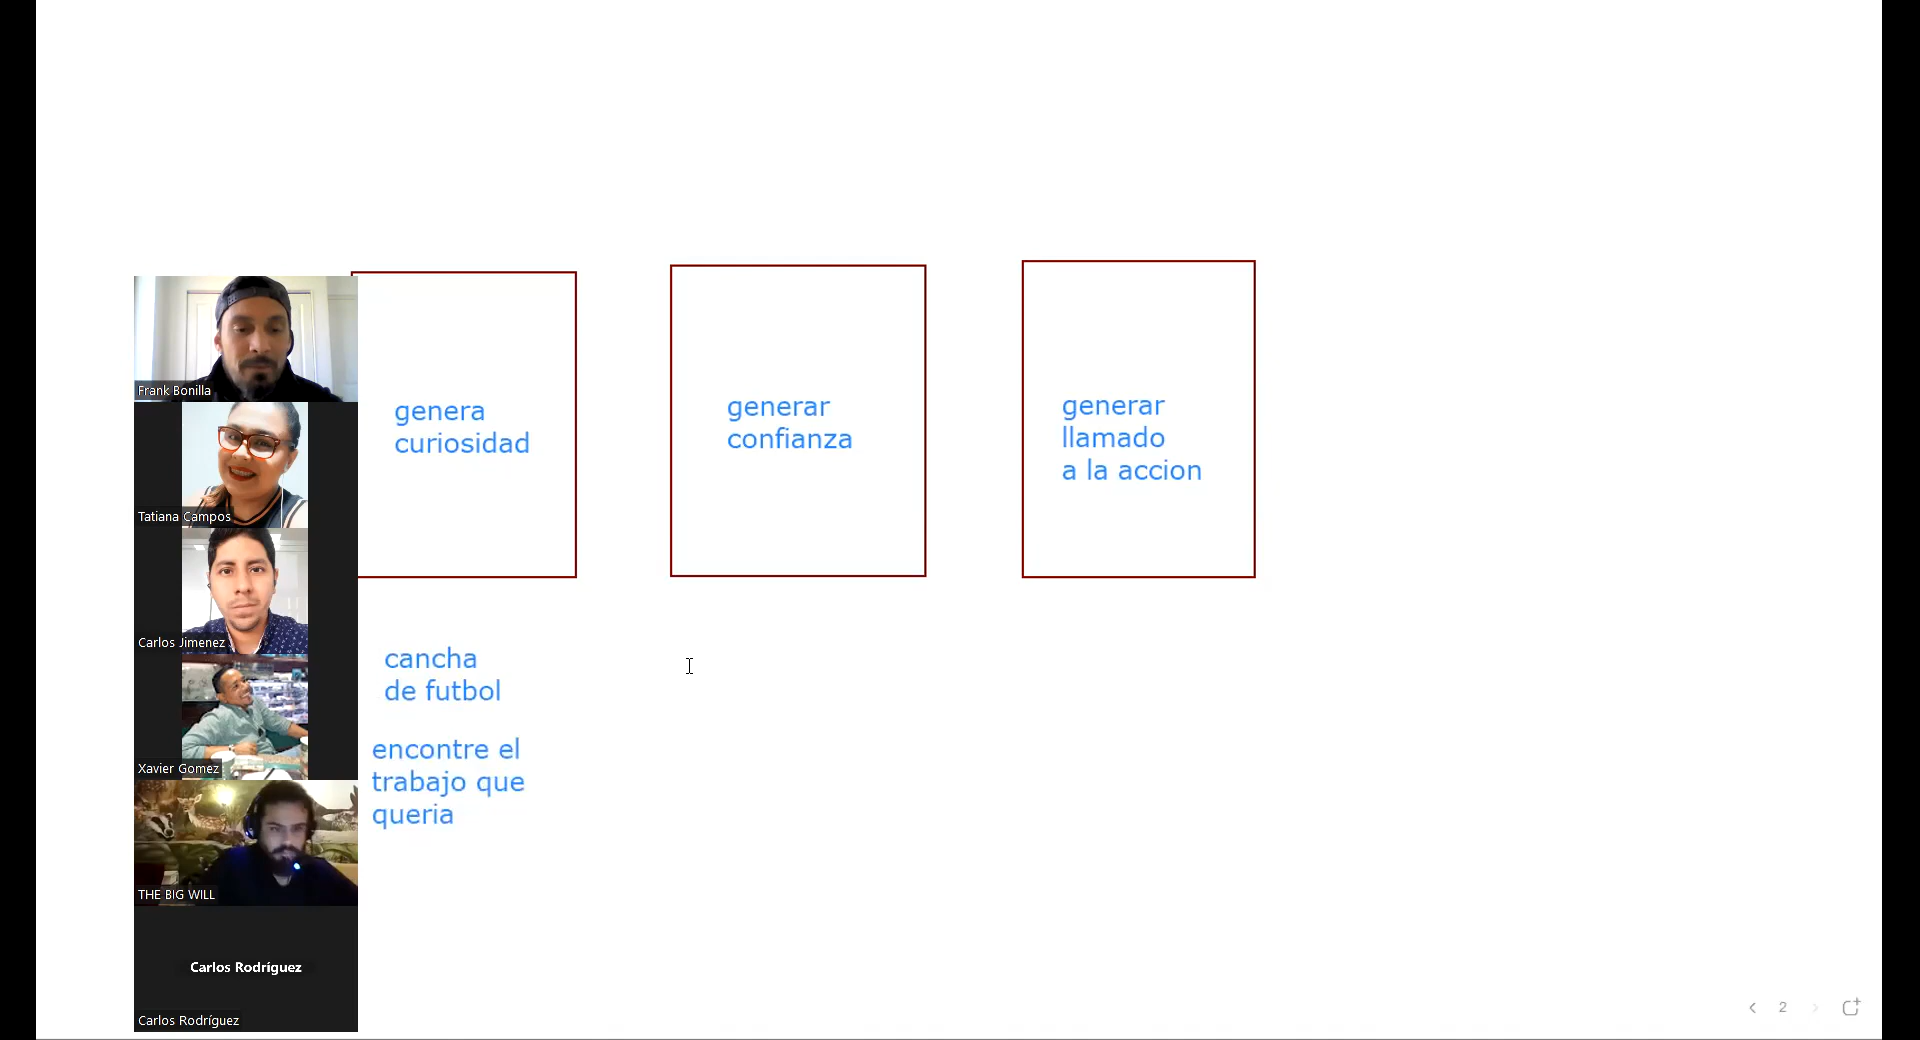 Frank Bonilla
Tatiana Campos
Carlos Jimenez
Xavier Gomez
THE BIG WILL
Carlos Rodríguez
Carlos Rodríguez
genera
curiosidad
generar
confianza
generar
llamado
a la accion
cancha
de futbol
encontre el
trabajo que
queria
2